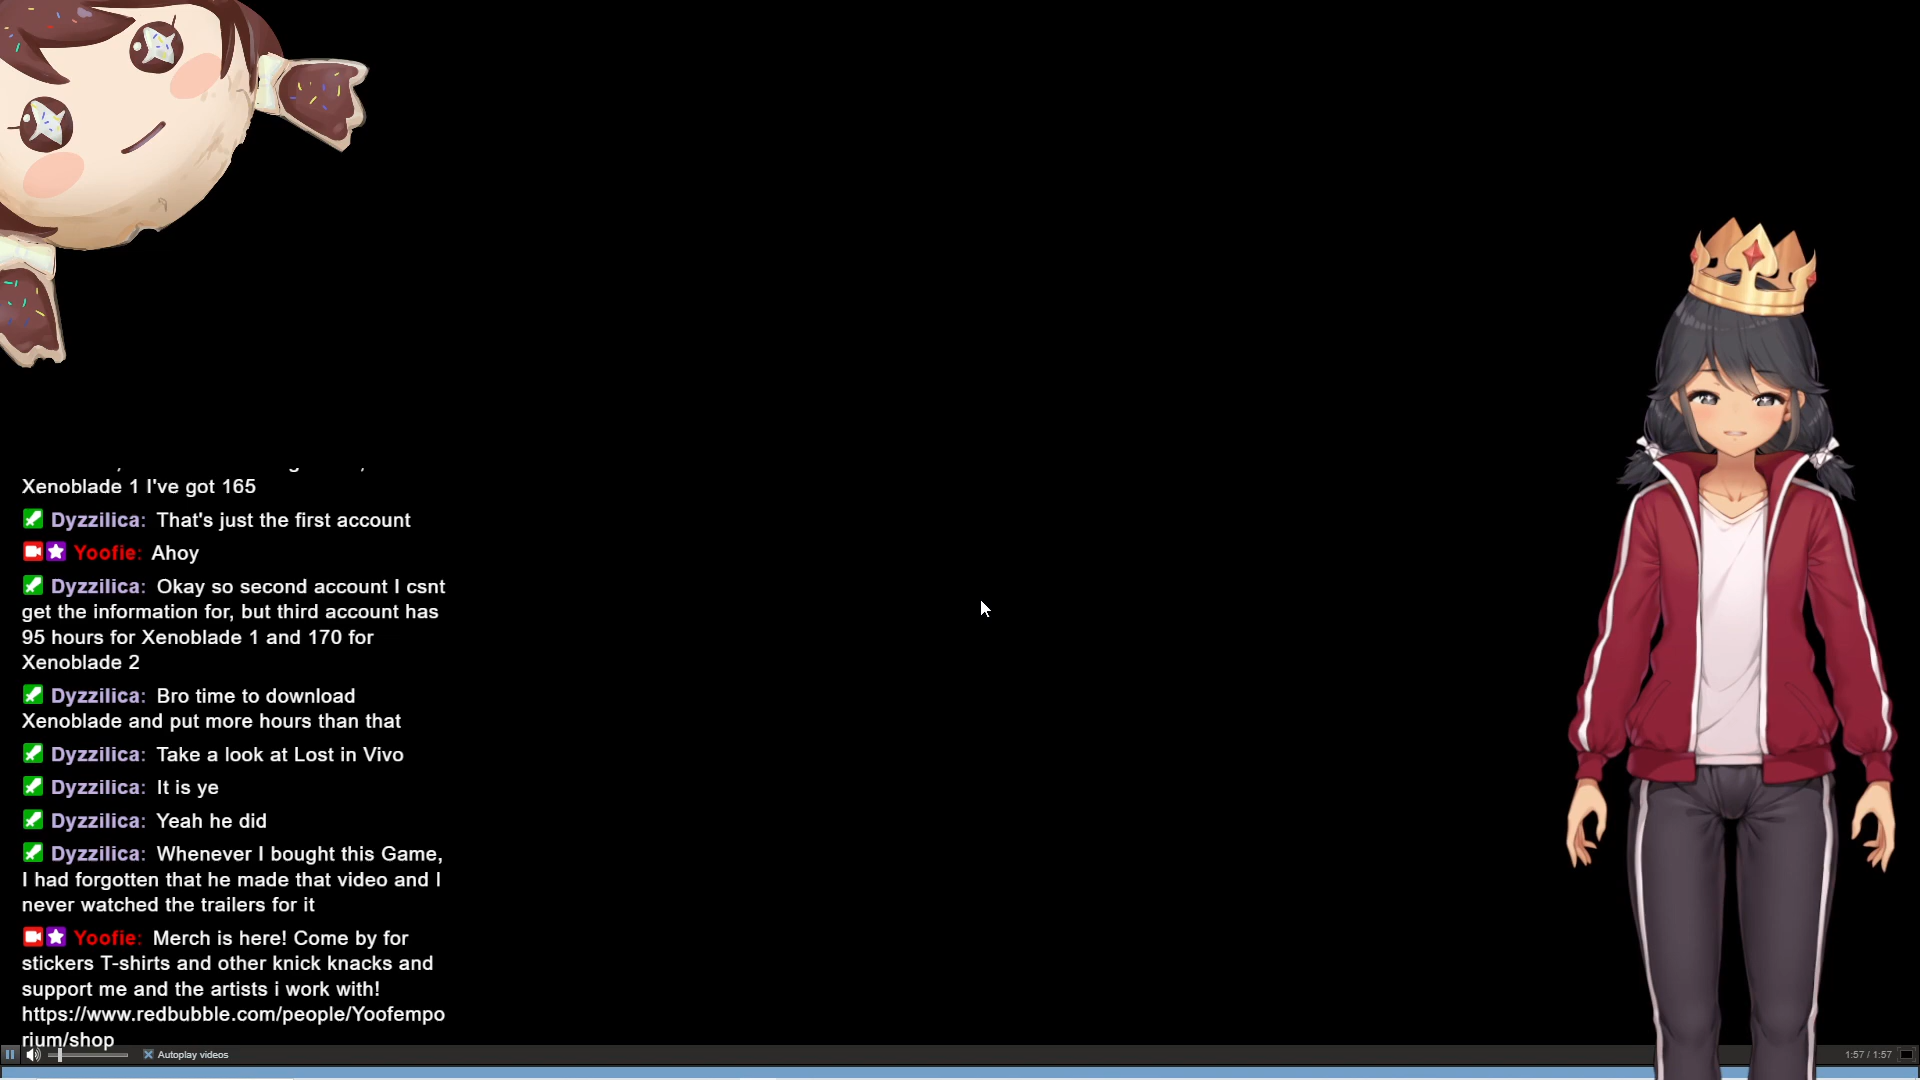 Xenoblade 1 I've got 165
Dyzzilica: That's just the first account
Yoofie: Ahoy
Dyzzilica: Okay so second account I csnt
get the information for, but third account has
95 hours for Xenoblade 1 and 170 for
Xenoblade 2
Dyzzilica: Bro time to download
Xenoblade and put more hours than that
Dyzzilica: Take a look at Lost in Vivo
Dyzzilica: It is ye
Dyzzilica: Yeah he did
Dyzzilica: Whenever I bought this Game,
I had forgotten that he made that video and I
never watched the trailers for it
Yoofie: Merch is here! Come by for
stickers T-shirts and other knick knacks and
support me and the artists i work with!
https://www.redbubble.com/people/Yoofempo
rium/shop
Autoplay videos
1:57 / 1:57